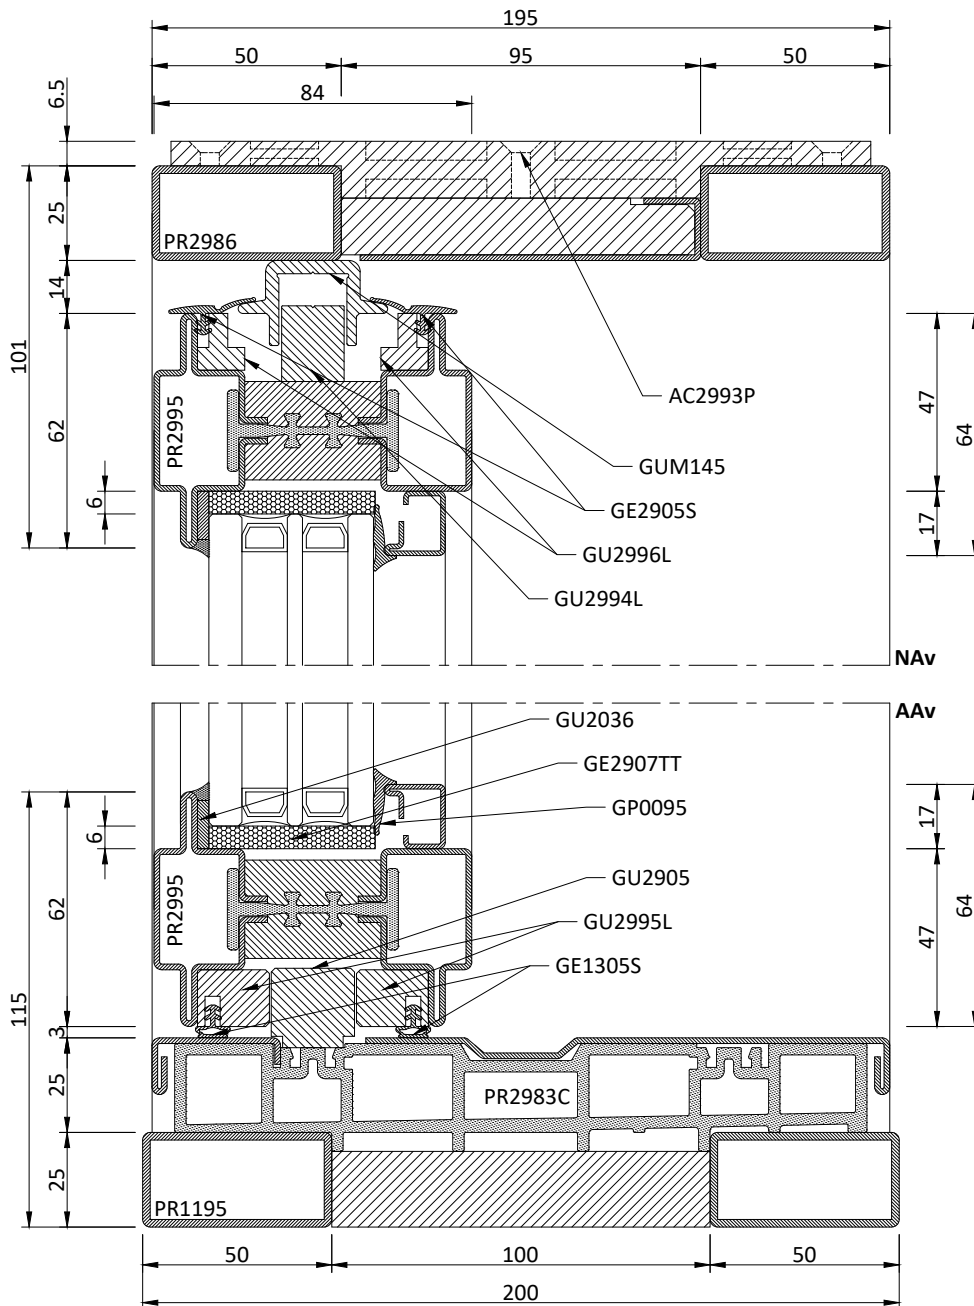 195
50
95
50
84
6.5
25
14
101
62
6
PR2986
PR2995
AC2993P
GUM145
GE2905S
GU2996L
GU2994L
47
64
17
NAv
AAv
GU2036
GE2907TT
GP0095
GU2905
GU2995L
GE1305S
17
64
47
6
62
115
3
25
25
PR2995
PR2983C
PR1195
50
100
50
200